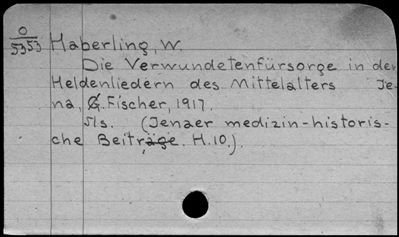 O
5353
Haberling, W.
Die Verwundetenfürsorge in den
Heldenliedern des Mittelalters Je-
na, G. Fischer, 1917.
51s. (Jenaer medizin-historis-
che Beiträge. H.10.).